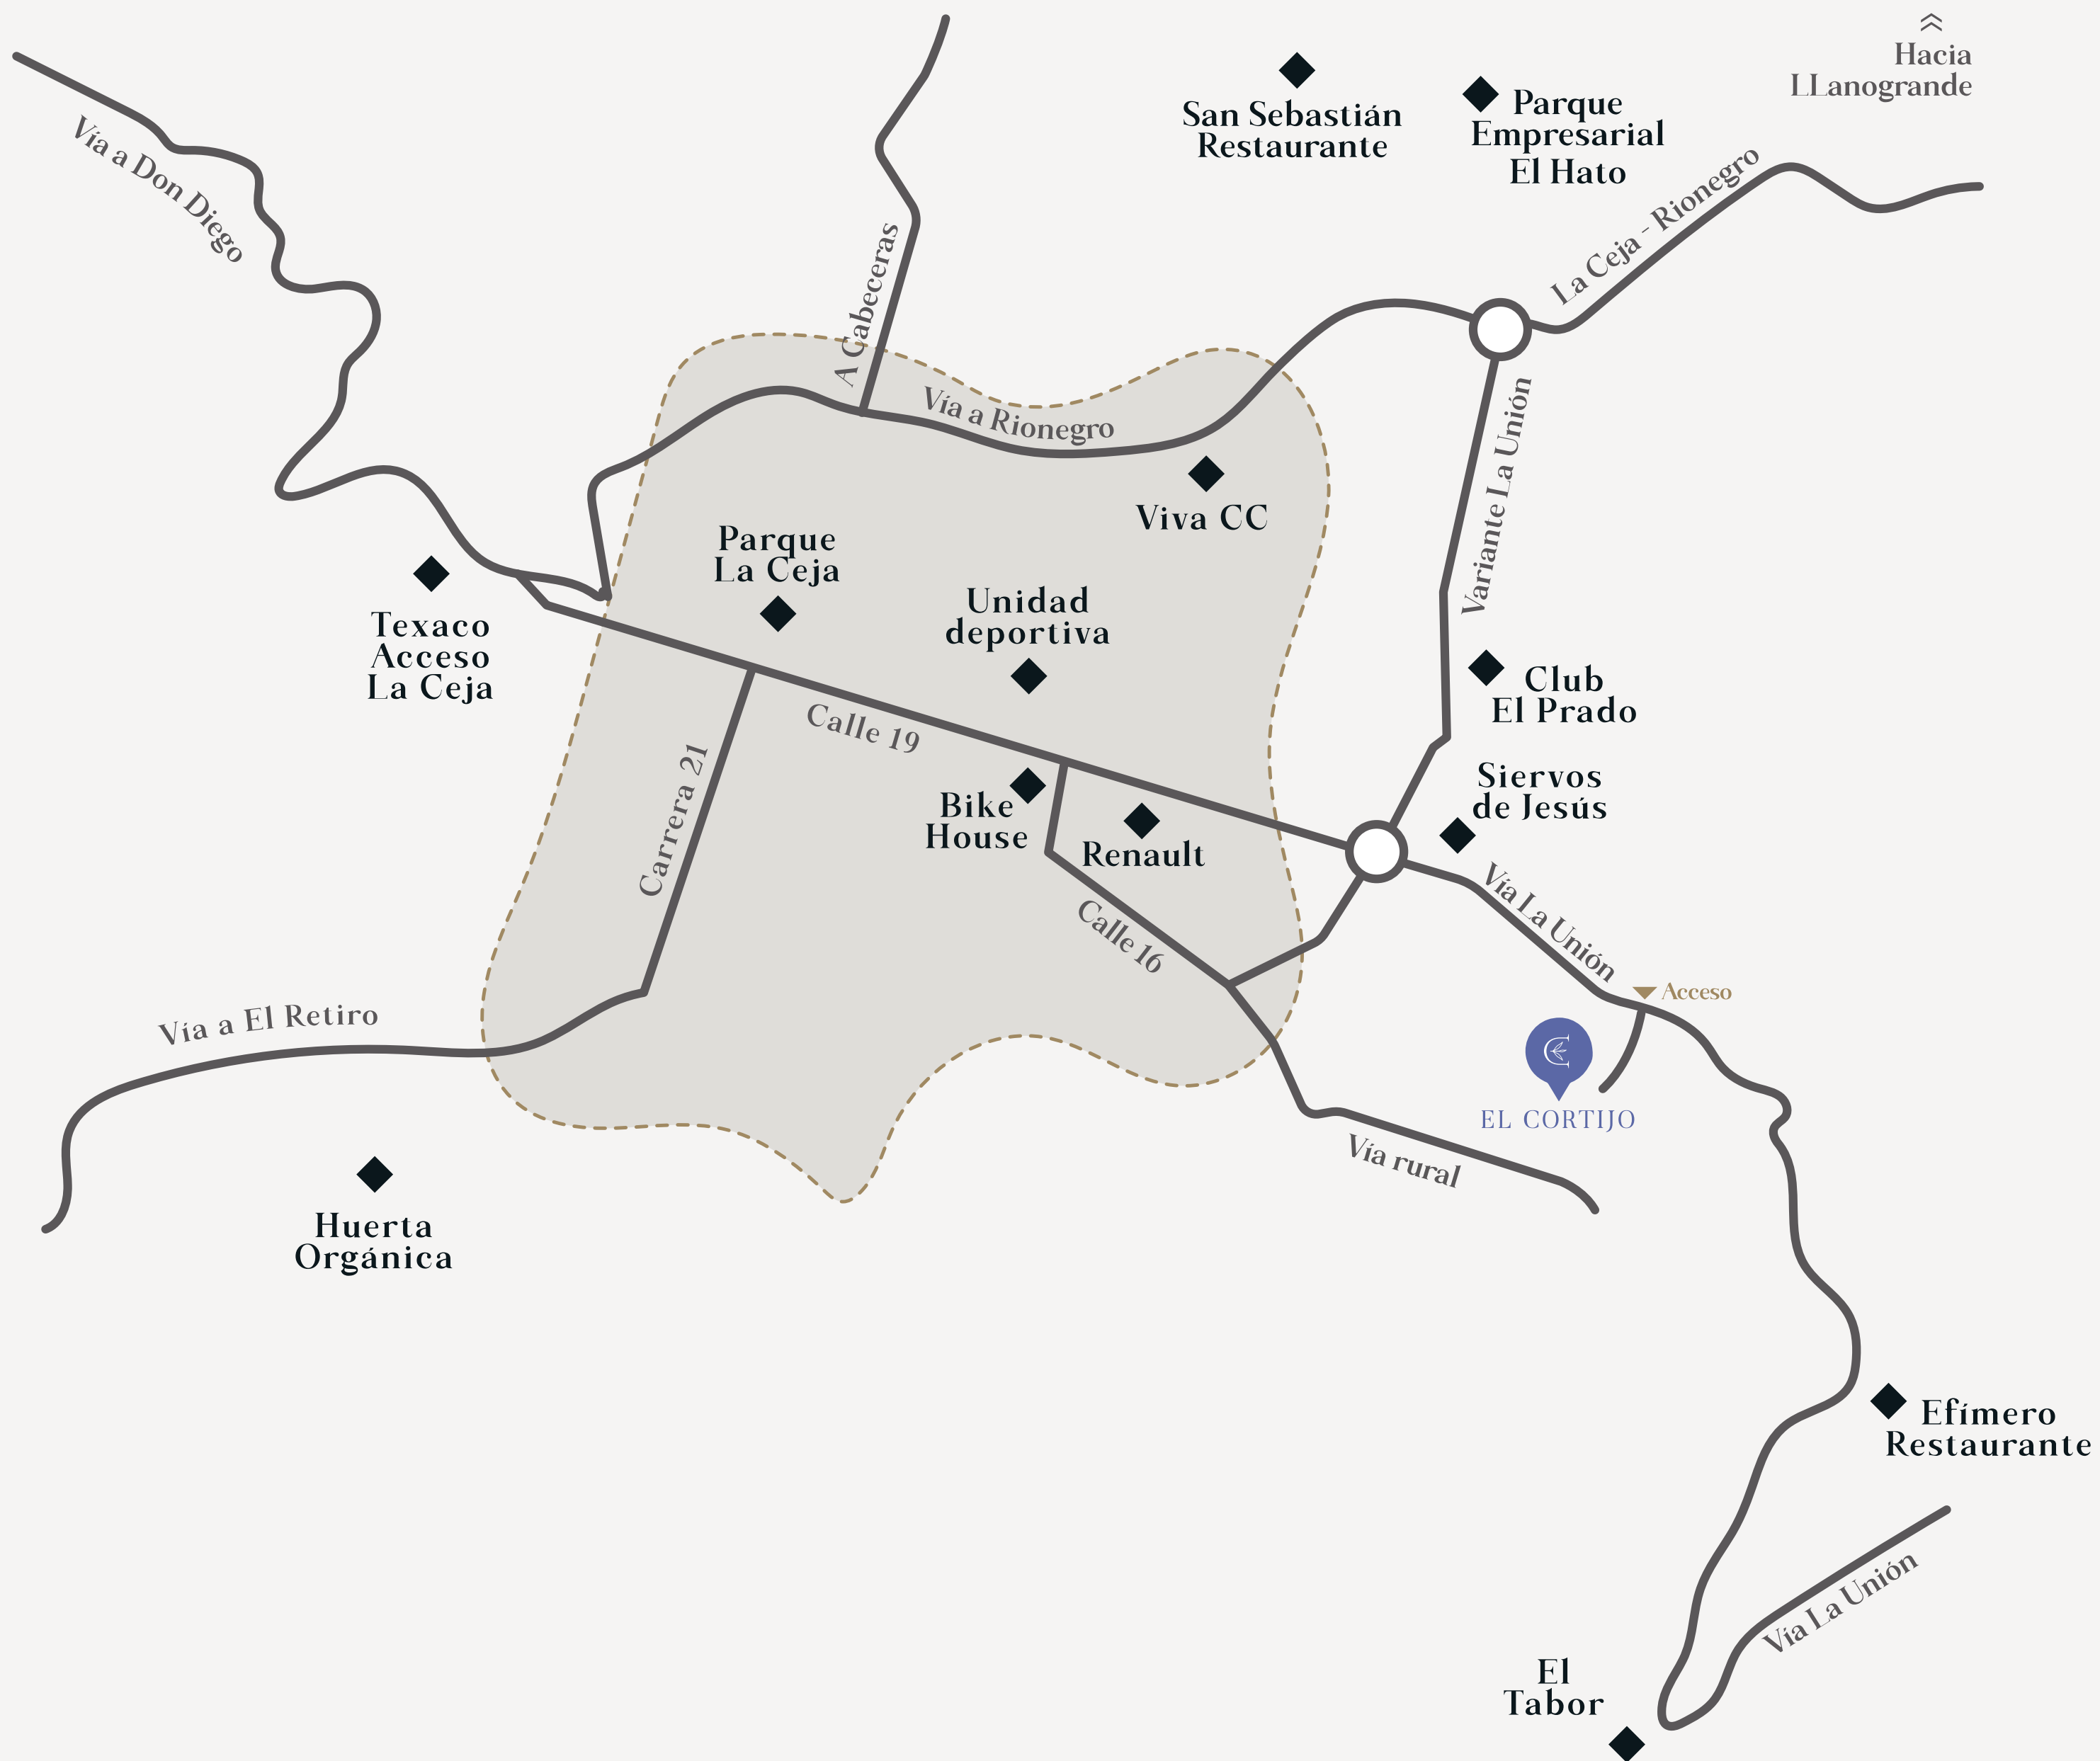 Hacia
LLanogrande
San Sebastián
Restaurante
Parque
Empresarial
El Hato
Vía a Don Diego
La Ceja - Rionegro
A Cabeceras
Vía a Rionegro
Variante La Unión
Viva CC
Parque
La Ceja
Unidad
deportiva
Texaco
Acceso
La Ceja
Club
El Prado
Calle 19
Carrera 21
Siervos
de Jesús
Bike
House
Renault
Vía La Unión
Calle 16
Acceso
Vía a El Retiro
EL CORTIJO
Vía rural
Huerta
Orgánica
Efímero
Restaurante
Vía La Unión
El
Tabor